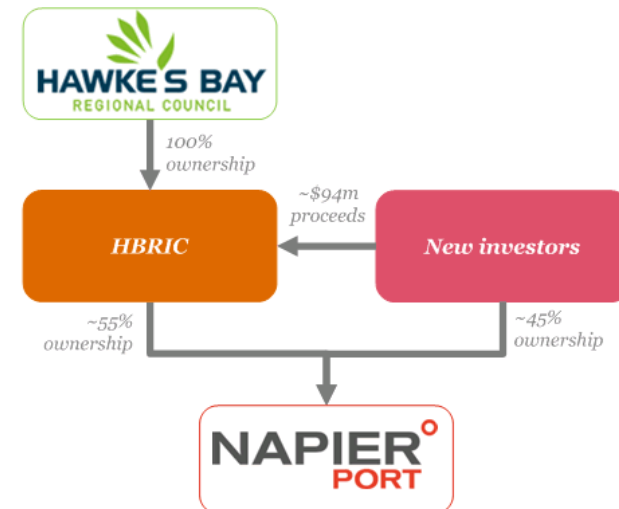 HAWKE'S BAY
REGIONAL COUNCIL
100%
ownership
~$94m
proceeds
HBRIC
New investors
~55%
ownership
~45%
ownership
NAPIER
PORT